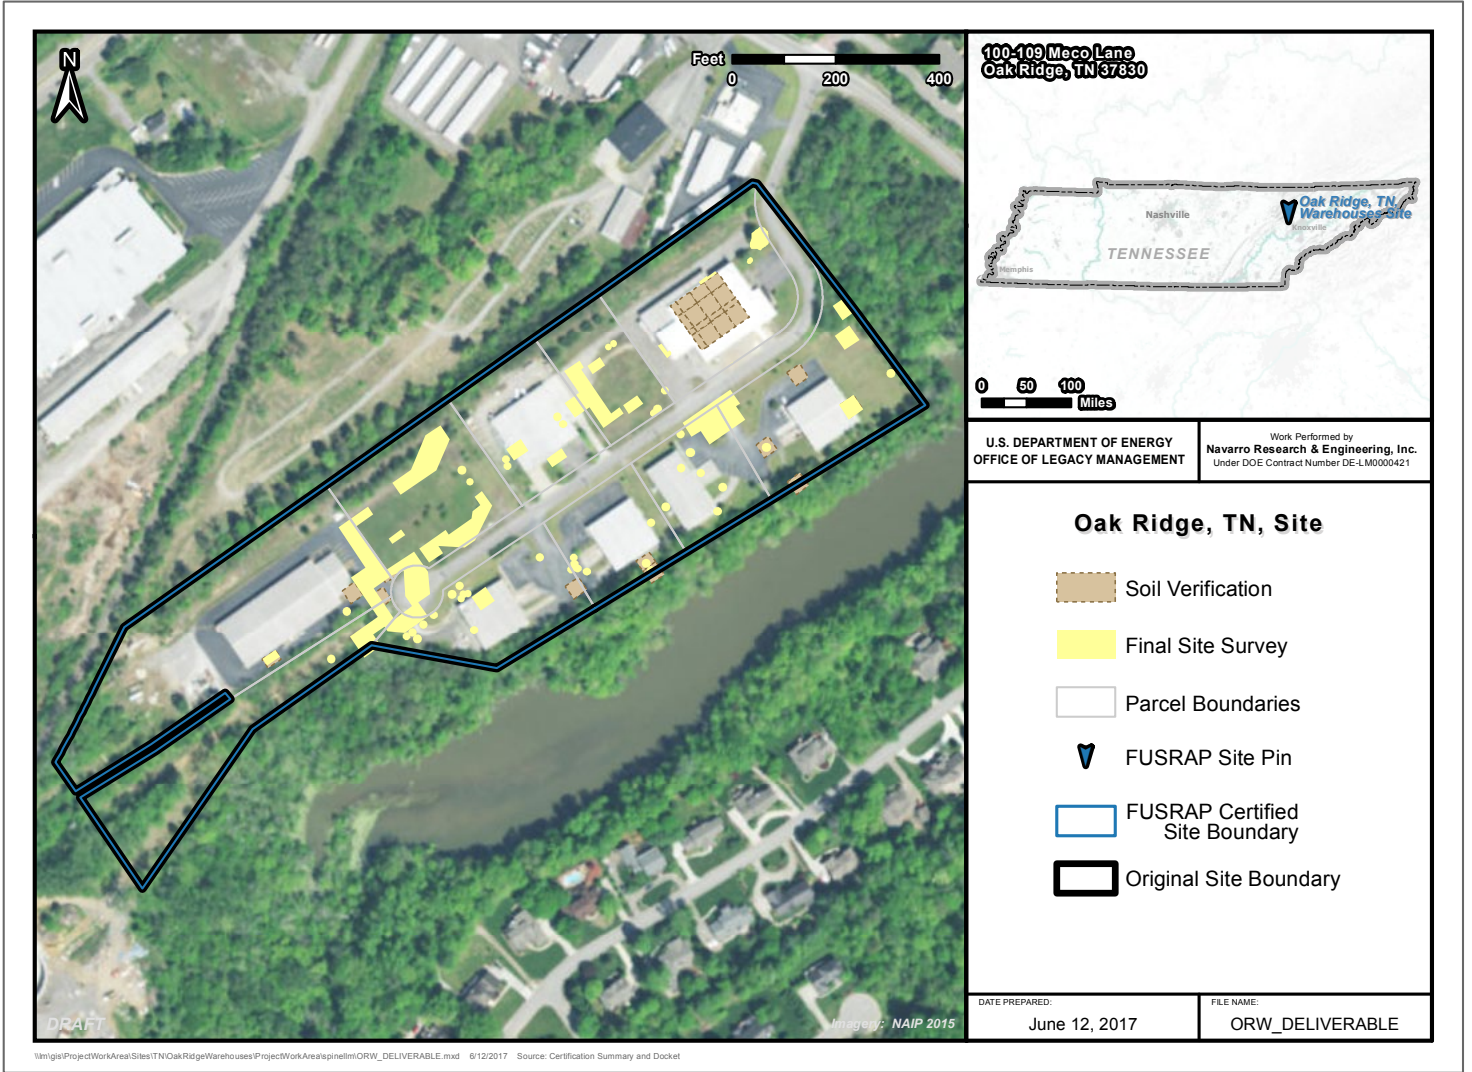 N
Feet
0 200 400
DRAFT
Imagery: NAIP 2015
100-109 Meco Lane
Oak Ridge, TN 37830
Nashville
Oak Ridge, TN,
Warehouses Site
Knoxville
TENNESSEE
Memphis
0 50 100
Miles
U.S. DEPARTMENT OF ENERGY
OFFICE OF LEGACY MANAGEMENT
Work Performed by
Navarro Research & Engineering, Inc.
Under DOE Contract Number DE-LM0000421
Oak Ridge, TN, Site
Soil Verification
Final Site Survey
Parcel Boundaries
FUSRAP Site Pin
FUSRAP Certified
Site Boundary
Original Site Boundary
DATE PREPARED:
June 12, 2017
FILE NAME:
ORW_DELIVERABLE
\\lm\gis\ProjectWorkArea\Sites\TN\OakRidgeWarehouses\ProjectWorkArea\spinellm\ORW_DELIVERABLE.mxd 6/12/2017 Source: Certification Summary and Docket